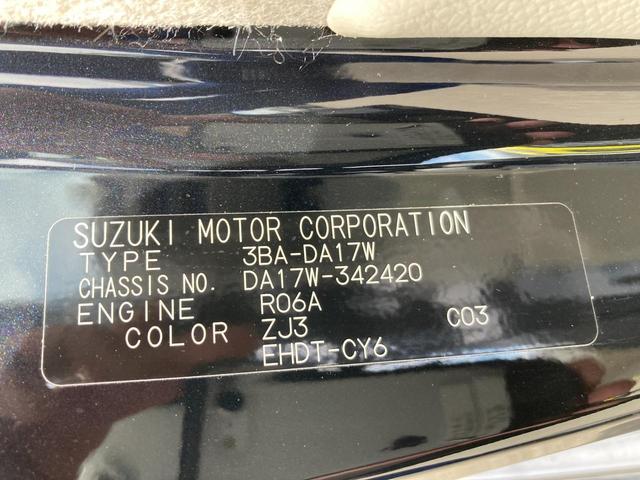 SUZUKI MOTOR CORPORATION
TYPE 3BA-DA17W
CHASSIS NO. DA17W-342420
ENGINE R06A
COLOR ZJ3 C03
EHDT-CY6